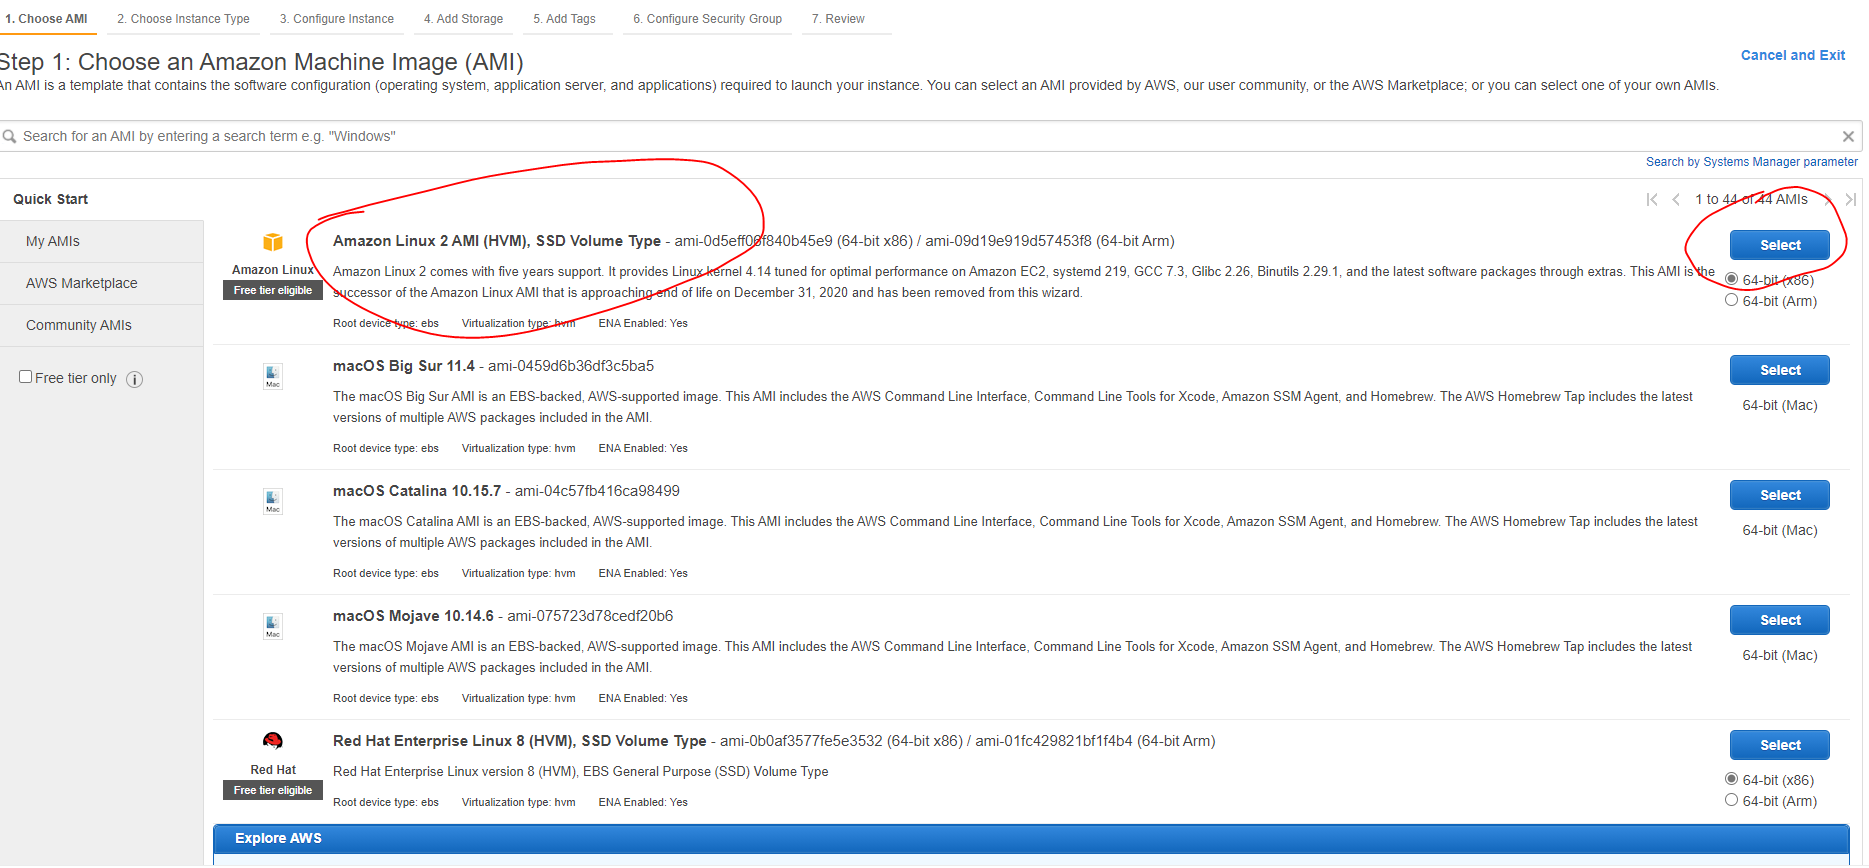 1. Choose AMI 2. Choose Instance Type 3. Configure Instance 4. Add Storage 5. Add Tags 6. Configure Security Group 7. Review
Step 1: Choose an Amazon Machine Image (AMI)
Cancel and Exit
An AMI is a template that contains the software configuration (operating system, application server, and applications) required to launch your instance. You can select an AMI provided by AWS, our user community, or the AWS Marketplace; or you can select one of your own AMIs.
Search for an AMI by entering a search term e.g. "Windows"
Search by Systems Manager parameter
Quick Start
1 to 44 of 44 AMIs
My AMIs
AWS Marketplace
Community AMIs
Free tier only
Amazon Linux
Free tier eligible
Amazon Linux 2 AMI (HVM), SSD Volume Type - ami-0d5eff06f840b45e9 (64-bit x86) / ami-09d19e919d57453f8 (64-bit Arm)
Amazon Linux 2 comes with five years support. It provides Linux kernel 4.14 tuned for optimal performance on Amazon EC2, systemd 219, GCC 7.3, Glibc 2.26, Binutils 2.29.1, and the latest software packages through extras. This AMI is the
successor of the Amazon Linux AMI that is approaching end of life on December 31, 2020 and has been removed from this wizard.
Root device type: ebs Virtualization type: hvm ENA Enabled: Yes
Select
64-bit (x86)
64-bit (Arm)
Mac
macOS Big Sur 11.4 - ami-0459d6b36df3c5ba5
The macOS Big Sur AMI is an EBS-backed, AWS-supported image. This AMI includes the AWS Command Line Interface, Command Line Tools for Xcode, Amazon SSM Agent, and Homebrew. The AWS Homebrew Tap includes the latest
versions of multiple AWS packages included in the AMI.
Root device type: ebs Virtualization type: hvm ENA Enabled: Yes
Select
64-bit (Mac)
Mac
macOS Catalina 10.15.7 - ami-04c57fb416ca98499
The macOS Catalina AMI is an EBS-backed, AWS-supported image. This AMI includes the AWS Command Line Interface, Command Line Tools for Xcode, Amazon SSM Agent, and Homebrew. The AWS Homebrew Tap includes the latest
versions of multiple AWS packages included in the AMI.
Root device type: ebs Virtualization type: hvm ENA Enabled: Yes
Select
64-bit (Mac)
Mac
macOS Mojave 10.14.6 - ami-075723d78cedf20b6
The macOS Mojave AMI is an EBS-backed, AWS-supported image. This AMI includes the AWS Command Line Interface, Command Line Tools for Xcode, Amazon SSM Agent, and Homebrew. The AWS Homebrew Tap includes the latest
versions of multiple AWS packages included in the AMI.
Root device type: ebs Virtualization type: hvm ENA Enabled: Yes
Select
64-bit (Mac)
Red Hat
Free tier eligible
Red Hat Enterprise Linux 8 (HVM), SSD Volume Type - ami-0b0af3577fe5e3532 (64-bit x86) / ami-01fc429821bf1f4b4 (64-bit Arm)
Red Hat Enterprise Linux version 8 (HVM), EBS General Purpose (SSD) Volume Type
Root device type: ebs Virtualization type: hvm ENA Enabled: Yes
Select
64-bit (x86)
64-bit (Arm)
Explore AWS